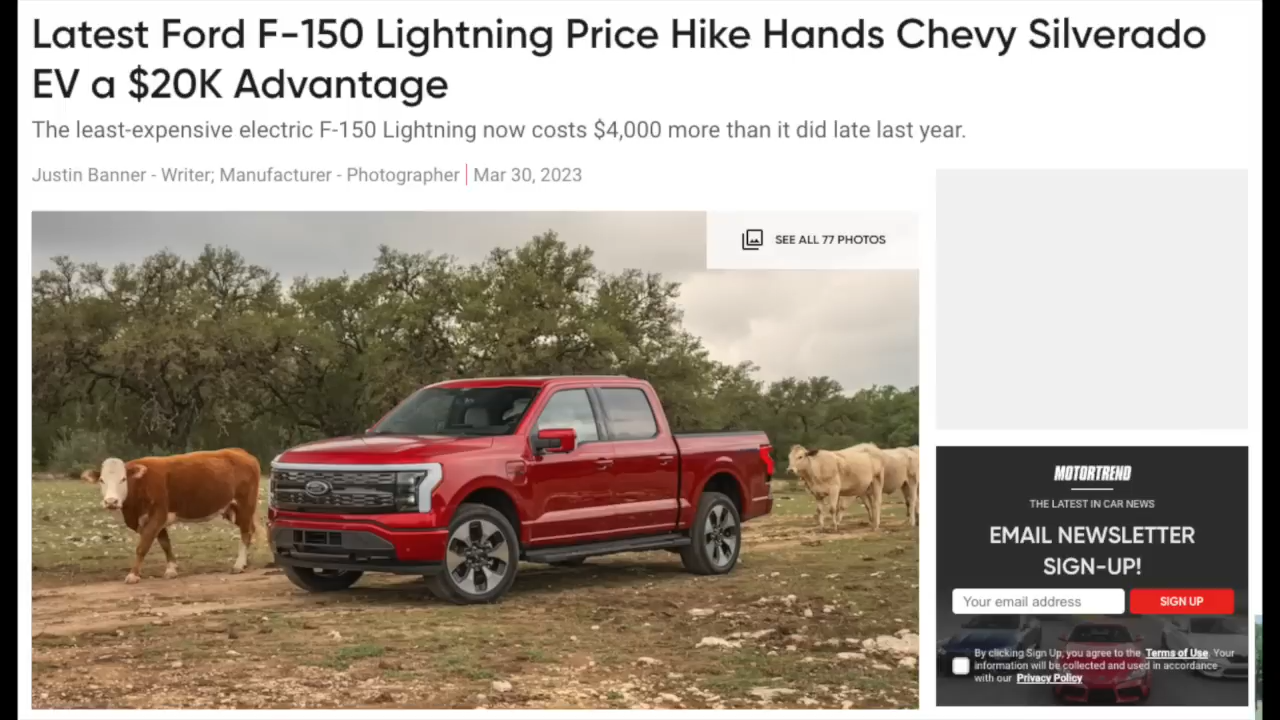 Latest Ford F-150 Lightning Price Hike Hands Chevy Silverado
EV a $20K Advantage
The least-expensive electric F-150 Lightning now costs $4,000 more than it did late last year.
Justin Banner - Writer; Manufacturer - Photographer | Mar 30, 2023
SEE ALL 77 PHOTOS
MOTORTREND
THE LATEST IN CAR NEWS
EMAIL NEWSLETTER
SIGN-UP!
Your email address
SIGN UP
By clicking Sign Up, you agree to the Terms of Use. Your
information will be collected and used in accordance
with our Privacy Policy